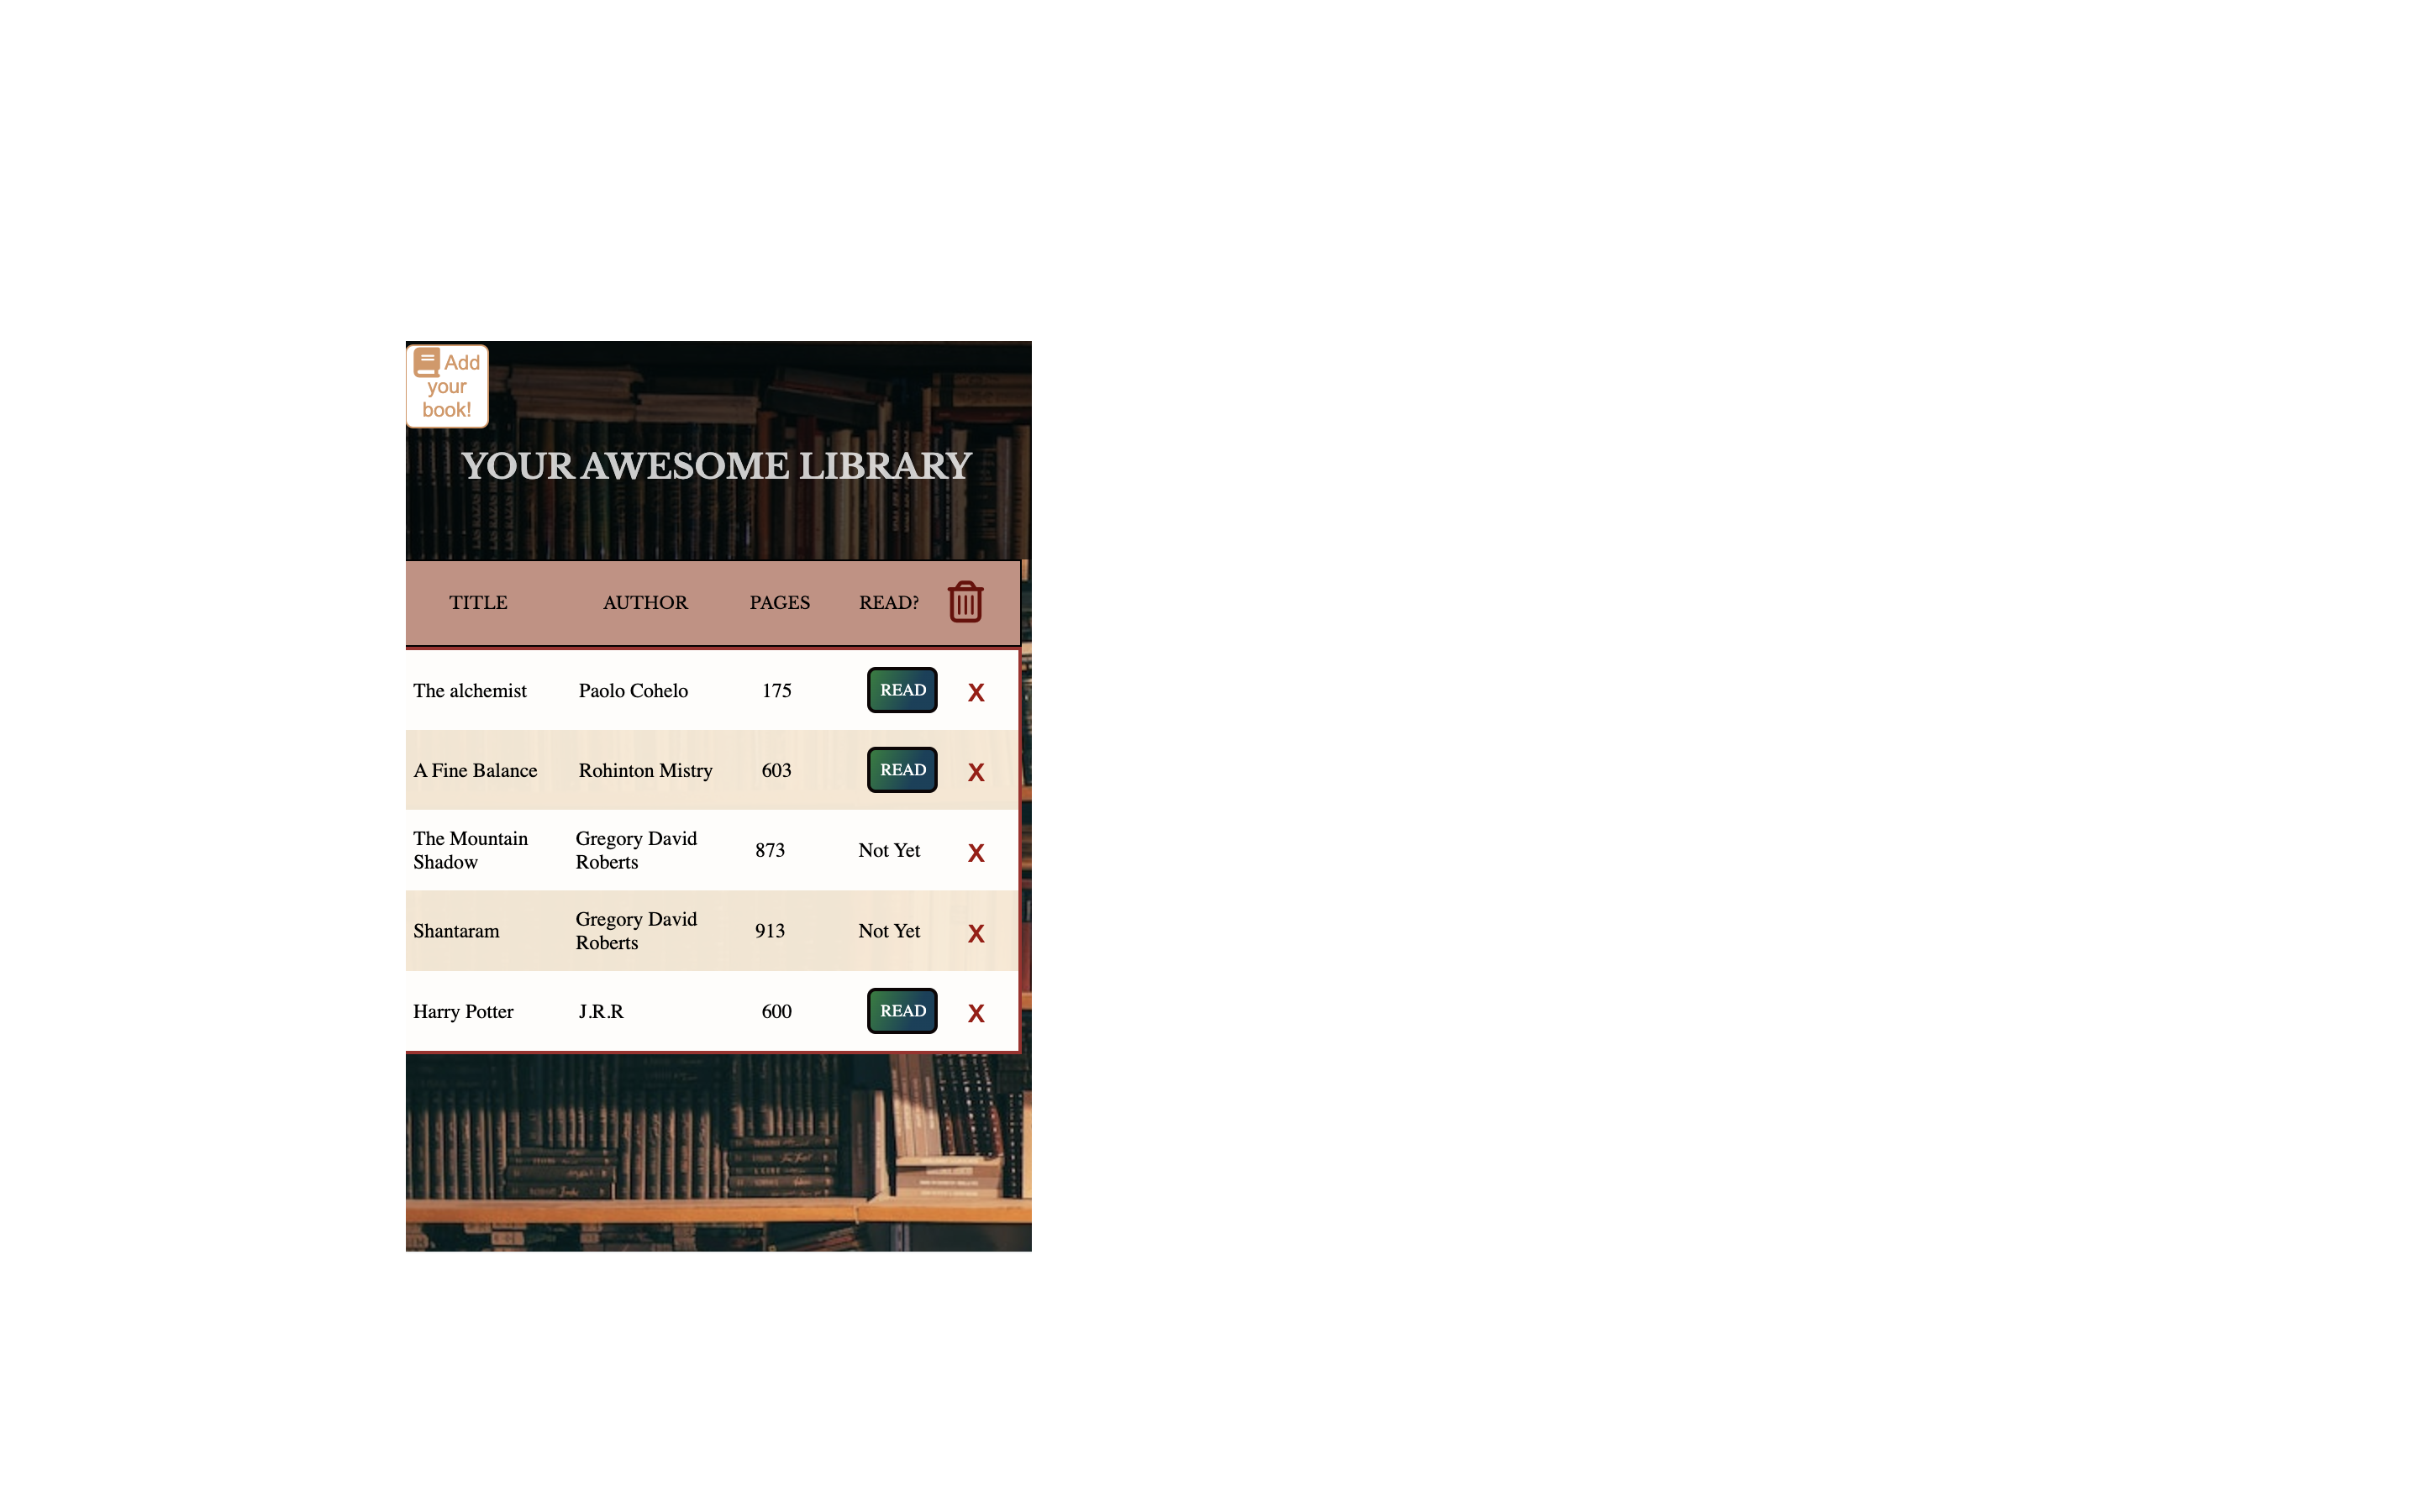 Add
your
book!
YOUR AWESOME LIBRARY
TITLE AUTHOR PAGES READ?
The alchemist Paolo Cohelo 175 READ X
A Fine Balance Rohinton Mistry 603 READ X
The Mountain Gregory David 873 Not Yet X
Shadow Roberts
Shantaram Gregory David 913 Not Yet X
Roberts
Harry Potter J.R.R 600 READ X